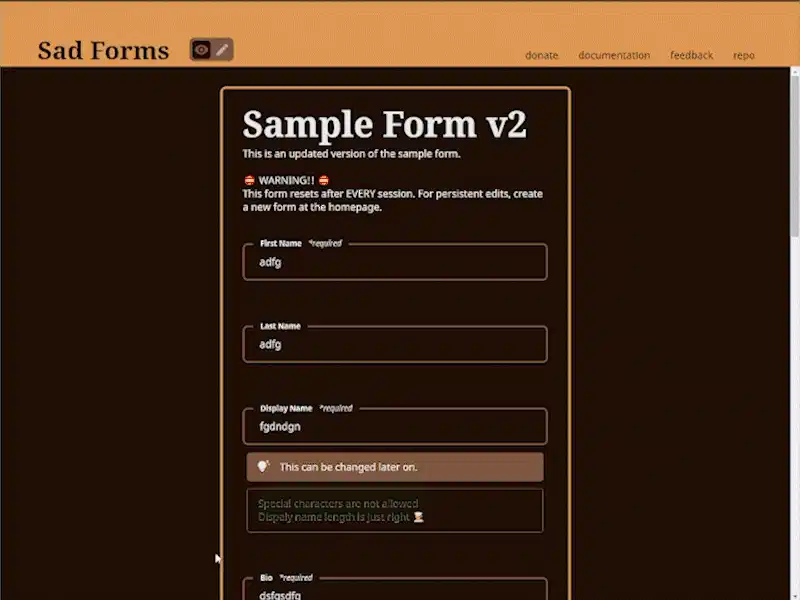 Sad Forms
donate documentation feedback repo
Sample Form v2
This is an updated version of the sample form.
WARNING!!
This form resets after EVERY session. For persistent edits, create
a new form at the homepage.
First Name *required
adfg
Last Name
adfg
Display Name *required
fgdndgn
This can be changed later on.
Special characters are not allowed
Dispaly name length is just right
Bio *required
dsfgsdfg